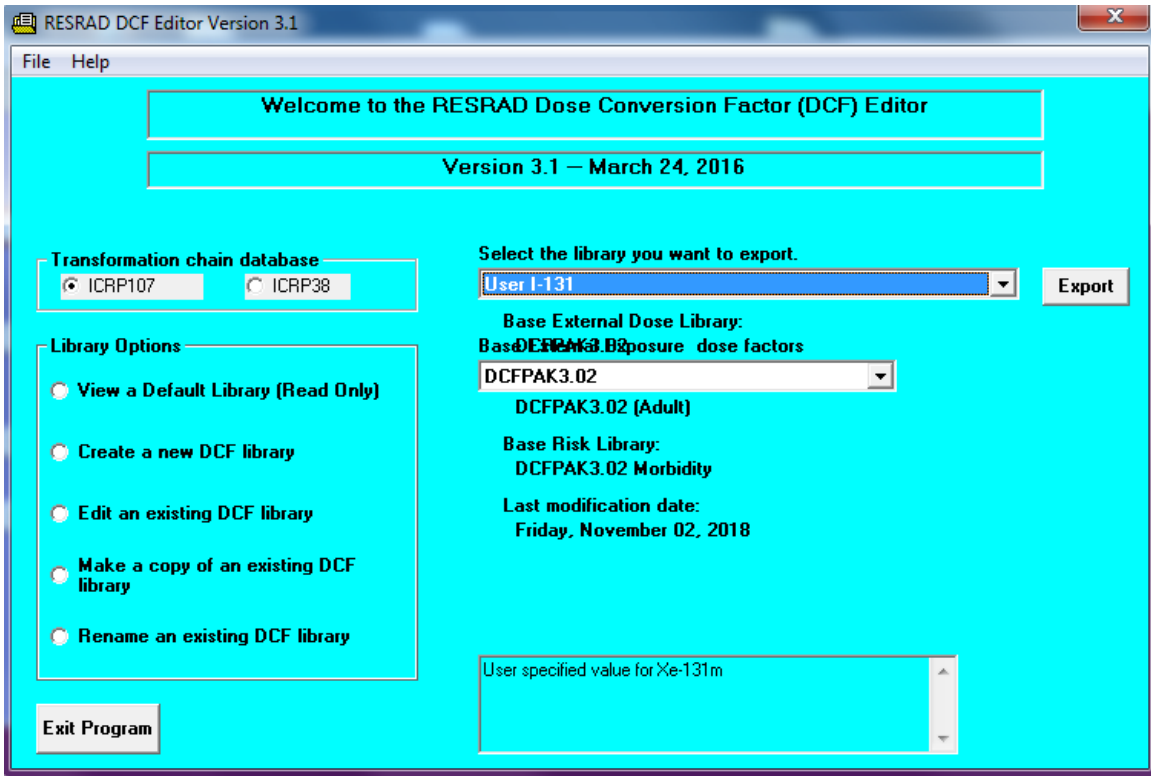 RESRAD DCF Editor Version 3.1
File Help
Welcome to the RESRAD Dose Conversion Factor (DCF) Editor
Version 3.1 — March 24, 2016
Transformation chain database
ICRP107 ICRP38
Select the library you want to export.
User I-131
Export
Base External Dose Library:
Base External Exposure dose factors
DCFPAK3.02
DCFPAK3.02 (Adult)
Base Risk Library:
DCFPAK3.02 Morbidity
Last modification date:
Friday, November 02, 2018
Library Options
View a Default Library (Read Only)
Create a new DCF library
Edit an existing DCF library
Make a copy of an existing DCF
library
Rename an existing DCF library
User specified value for Xe-131m
Exit Program